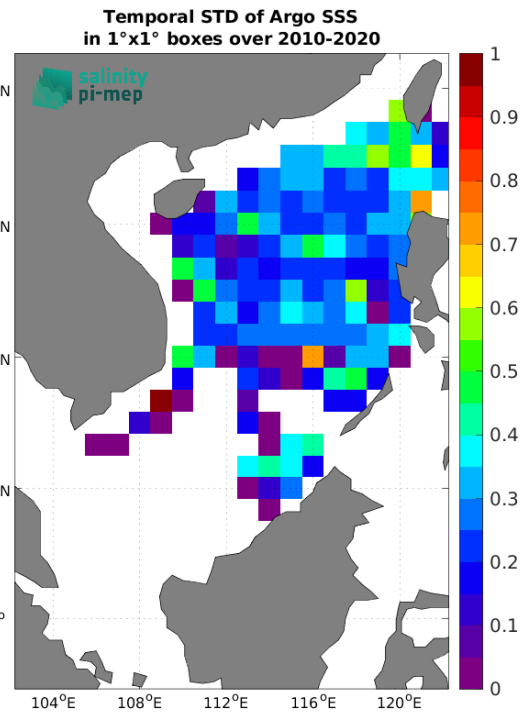 Temporal STD of Argo SSS
in 1°x1° boxes over 2010-2020
salinity
pi-mep
N
N
N
N
o
1
0.9
0.8
0.7
0.6
0.5
0.4
0.3
0.2
0.1
0
104°E 108°E 112°E 116°E 120°E